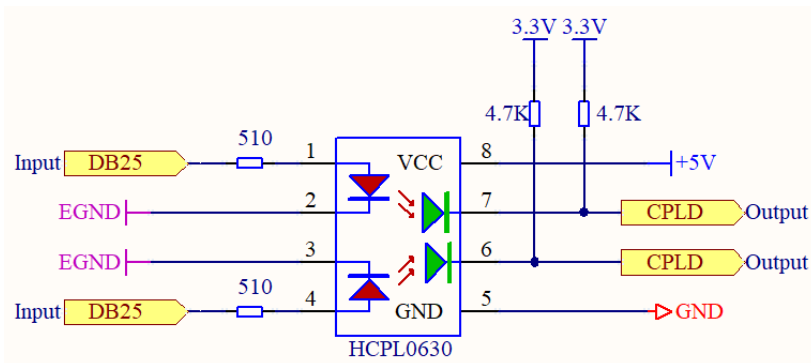 3.3V 3.3V
4.7K 4.7K
510
Input DB25 1 VCC 8 +5V
EGND 2 7 CPLD Output
EGND 3 6 CPLD Output
510
Input DB25 4 GND 5 GND
HCPL0630